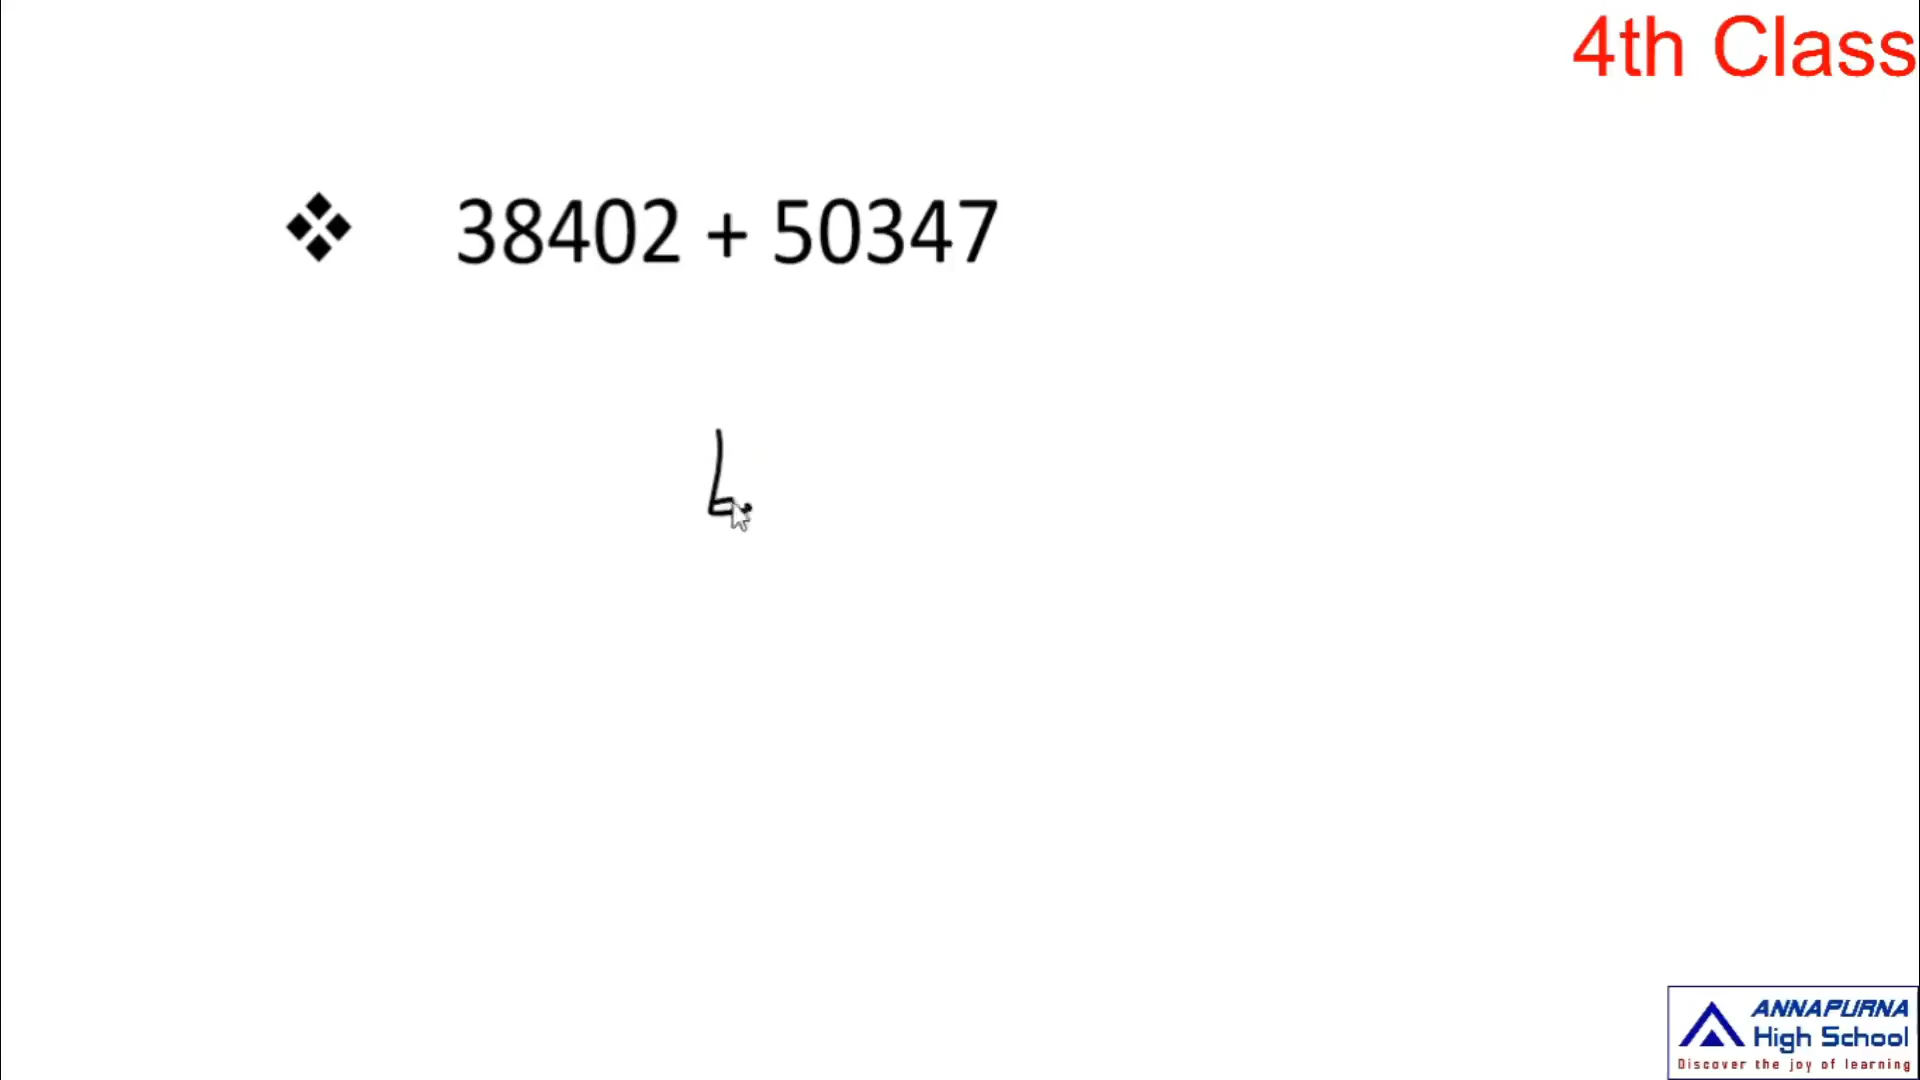 4th Class
❖ 38402 + 50347
ANNAPURNA
High School
Discover the joy of learning